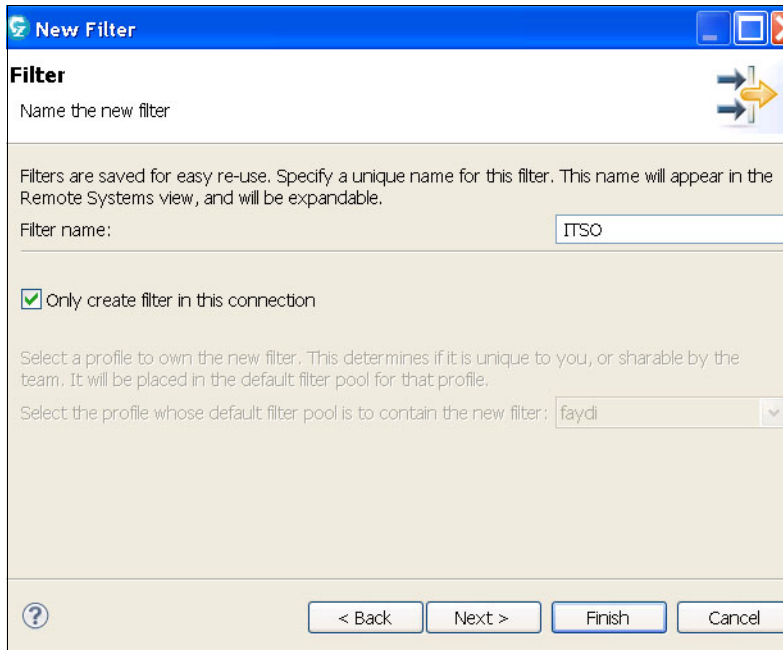 New Filter
Filter
Name the new filter
Filters are saved for easy re-use. Specify a unique name for this filter. This name will appear in the
Remote Systems view, and will be expandable.
Filter name: ITSO
Only create filter in this connection
Select a profile to own the new filter. This determines if it is unique to you, or sharable by the
team. It will be placed in the default filter pool for that profile.
Select the profile whose default filter pool is to contain the new filter: faydi
? < Back Next > Finish Cancel